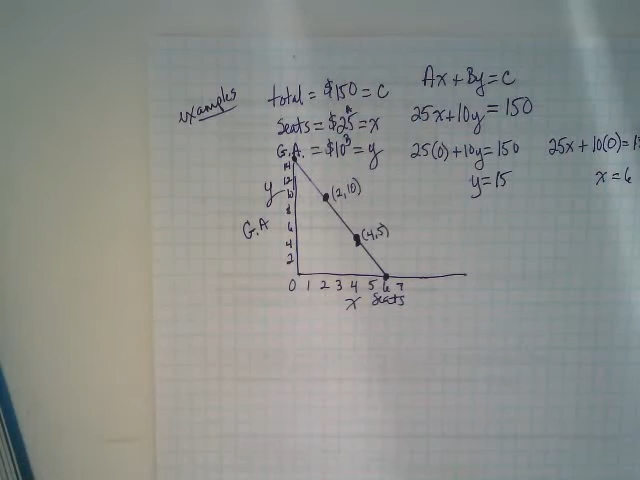 examples
total = $150 = C
Ax + By = C
Seats = $25 = x
A
25x + 10y = 150
G.A. = $10 = y
B
25(0) + 10y = 150
25x + 10(0) = 1
y = 15
x = 6
14
12
10
8
6
4
2
y
G.A
(2,10)
(4,5)
0 1 2 3 4 5 6 7
x Seats